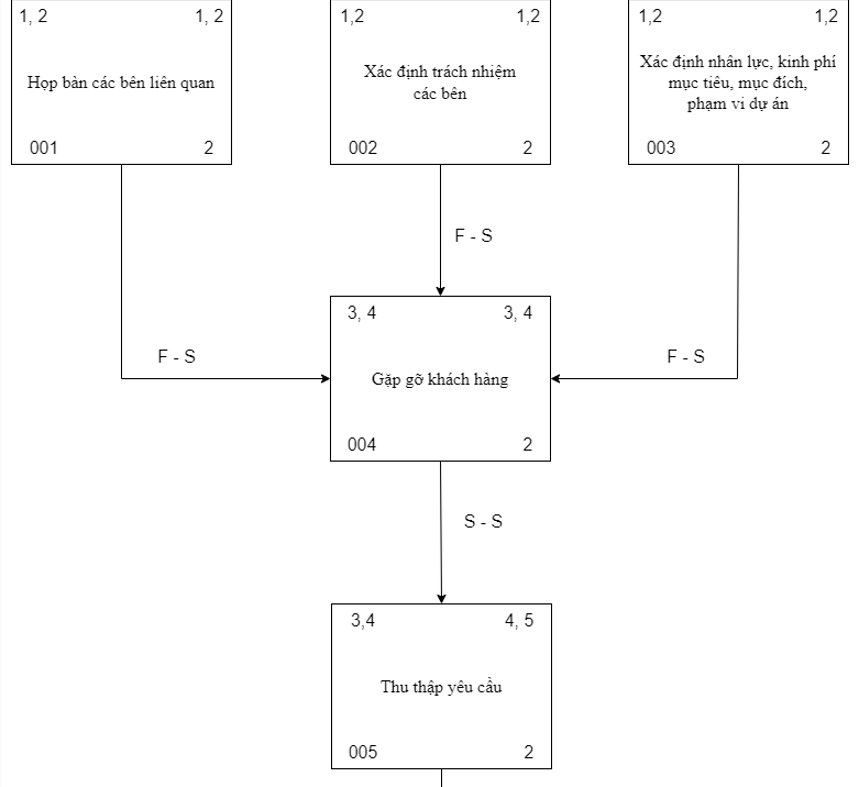 1, 2
1, 2
Họp bàn các bên liên quan
001
2
1,2
1,2
Xác định trách nhiệm
các bên
002
2
1,2
1,2
Xác định nhân lực, kinh phí
mục tiêu, mục đích,
phạm vi dự án
003
2
F - S
F - S
F - S
3, 4
3, 4
Gặp gỡ khách hàng
004
2
S - S
3,4
4, 5
Thu thập yêu cầu
005
2